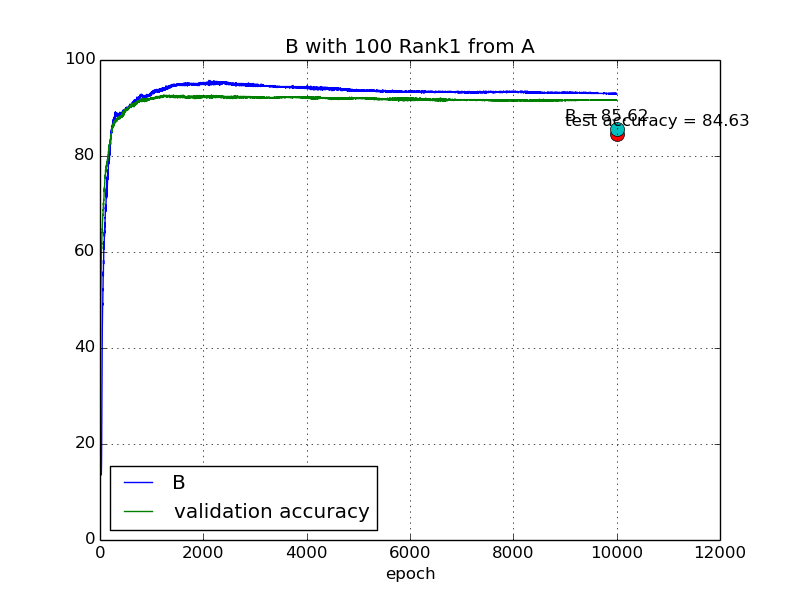 B with 100 Rank1 from A
100
80
60
40
20
0
B = 85.62
test accuracy = 84.63
B
validation accuracy
0 2000 4000 6000 8000 10000 12000
epoch